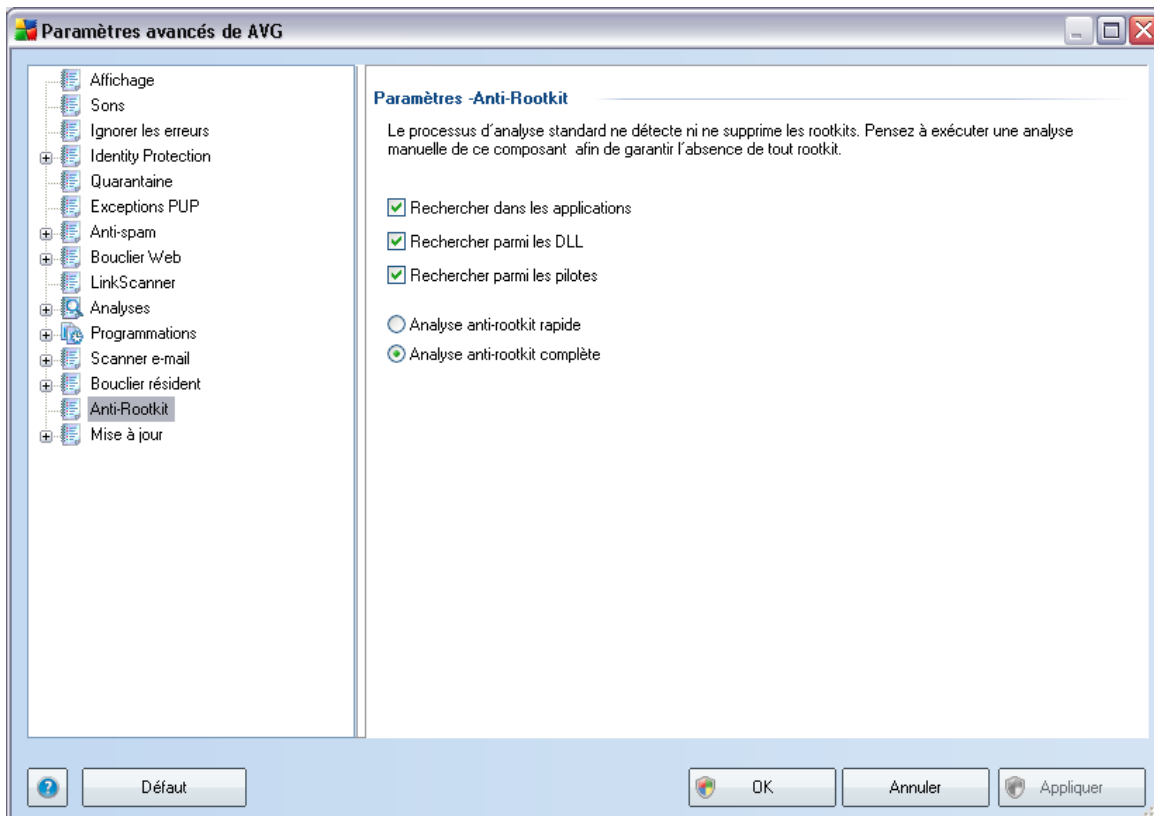 Paramètres avancés de AVG
Affichage
Sons
Ignorer les erreurs
Identity Protection
Quarantaine
Exceptions PUP
Anti-spam
Bouclier Web
LinkScanner
Analyses
Programmations
Scanner e-mail
Bouclier résident
Anti-Rootkit
Mise à jour
Paramètres -Anti-Rootkit
Le processus d´analyse standard ne détecte ni ne supprime les rootkits. Pensez à exécuter une analyse
manuelle de ce composant afin de garantir l´absence de tout rootkit.
Rechercher dans les applications
Rechercher parmi les DLL
Rechercher parmi les pilotes
Analyse anti-rootkit rapide
Analyse anti-rootkit complète
? Défaut OK Annuler Appliquer